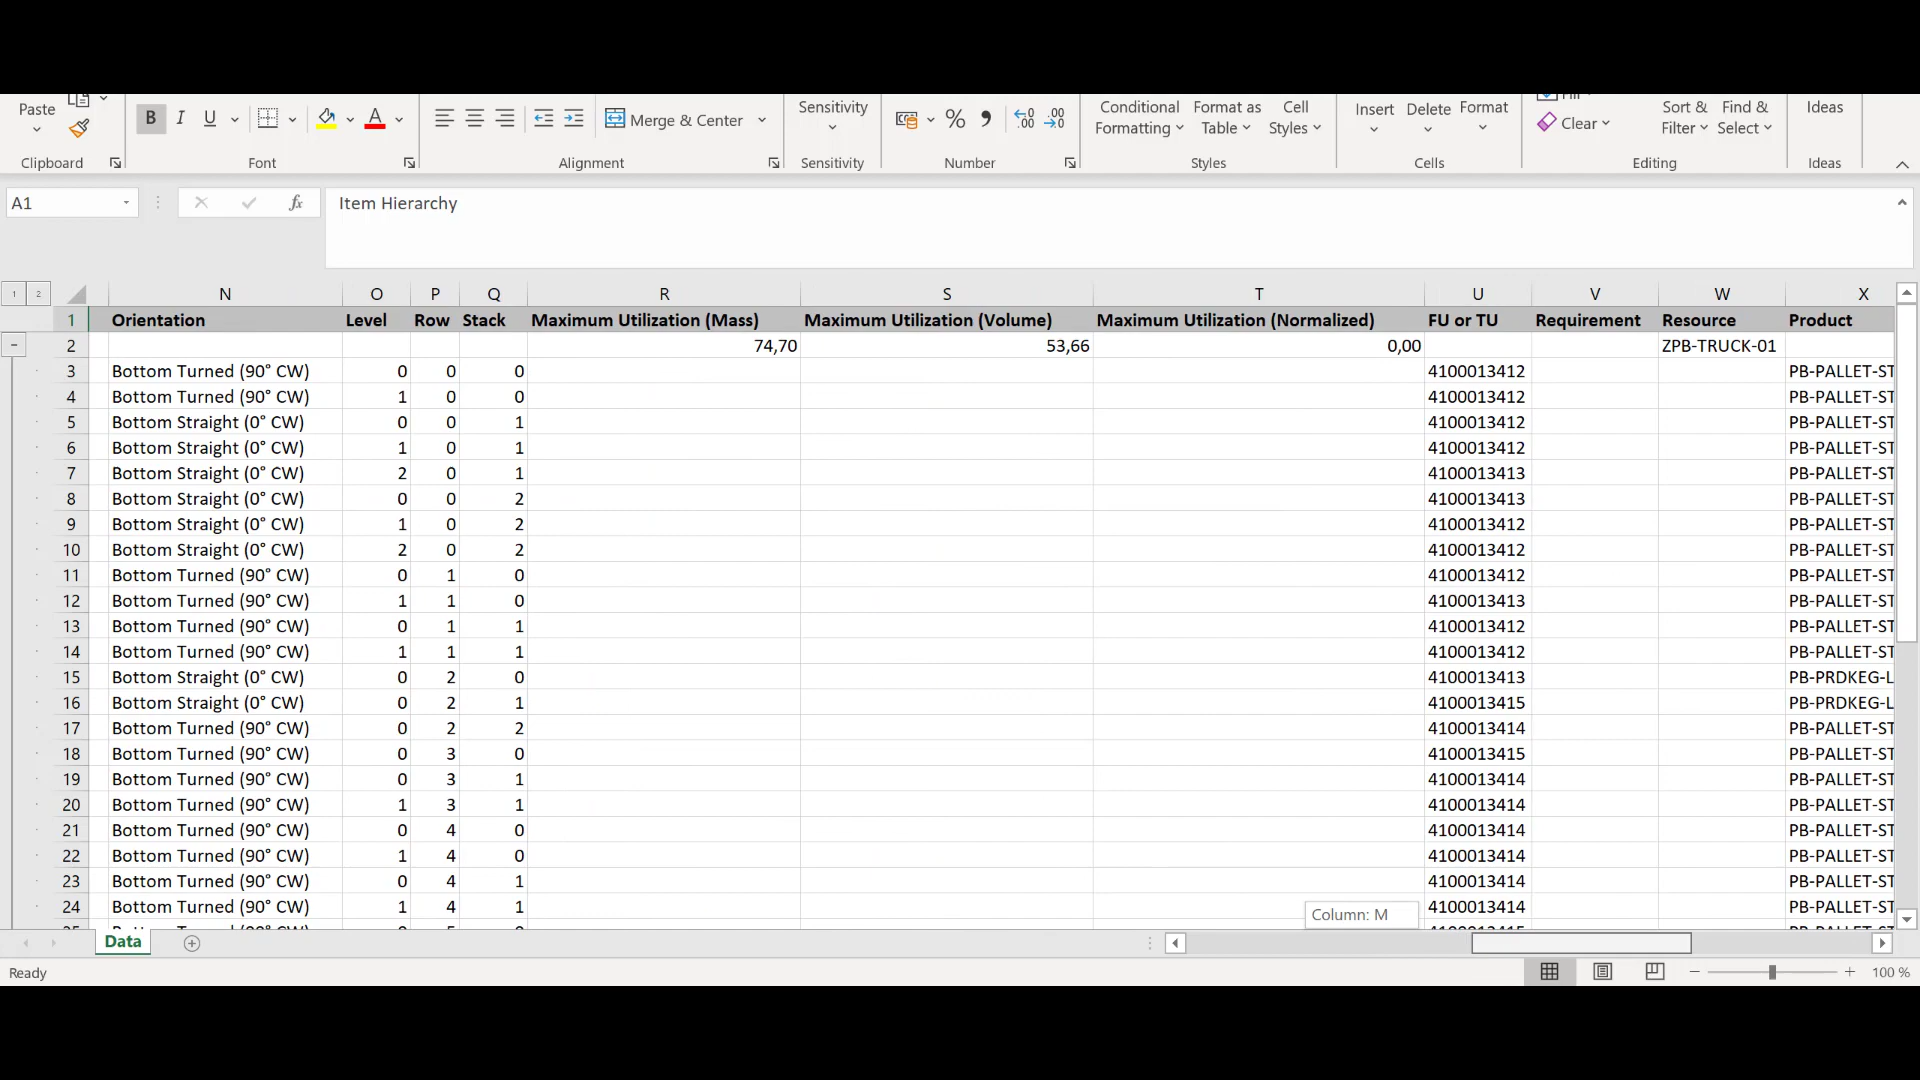 Paste
Clipboard
B I U A
Font
Merge & Center
Alignment
Sensitivity
Sensitivity
% 
Number
Conditional Formatting
Format as Table
Cell Styles
Styles
Insert Delete Format
Cells
Clear
Sort & Filter
Find & Select
Editing
Ideas
Ideas
A1 fx Item Hierarchy
1 2 N O P Q R S T U V W X
1 Orientation Level Row Stack Maximum Utilization (Mass) Maximum Utilization (Volume) Maximum Utilization (Normalized) FU or TU Requirement Resource Product
2 74,70 53,66 0,00 ZPB-TRUCK-01
3 Bottom Turned (90° CW) 0 0 0 4100013412 PB-PALLET-ST
4 Bottom Turned (90° CW) 1 0 0 4100013412 PB-PALLET-ST
5 Bottom Straight (0° CW) 0 0 1 4100013412 PB-PALLET-ST
6 Bottom Straight (0° CW) 1 0 1 4100013412 PB-PALLET-ST
7 Bottom Straight (0° CW) 2 0 1 4100013413 PB-PALLET-ST
8 Bottom Straight (0° CW) 0 0 2 4100013413 PB-PALLET-ST
9 Bottom Straight (0° CW) 1 0 2 4100013412 PB-PALLET-ST
10 Bottom Straight (0° CW) 2 0 2 4100013412 PB-PALLET-ST
11 Bottom Turned (90° CW) 0 1 0 4100013412 PB-PALLET-ST
12 Bottom Turned (90° CW) 1 1 0 4100013413 PB-PALLET-ST
13 Bottom Turned (90° CW) 0 1 1 4100013412 PB-PALLET-ST
14 Bottom Turned (90° CW) 1 1 1 4100013412 PB-PALLET-ST
15 Bottom Straight (0° CW) 0 2 0 4100013413 PB-PRDKEG-L
16 Bottom Straight (0° CW) 0 2 1 4100013415 PB-PRDKEG-L
17 Bottom Turned (90° CW) 0 2 2 4100013414 PB-PALLET-ST
18 Bottom Turned (90° CW) 0 3 0 4100013415 PB-PALLET-ST
19 Bottom Turned (90° CW) 0 3 1 4100013414 PB-PALLET-ST
20 Bottom Turned (90° CW) 1 3 1 4100013414 PB-PALLET-ST
21 Bottom Turned (90° CW) 0 4 0 4100013414 PB-PALLET-ST
22 Bottom Turned (90° CW) 1 4 0 4100013414 PB-PALLET-ST
23 Bottom Turned (90° CW) 0 4 1 4100013414 PB-PALLET-ST
24 Bottom Turned (90° CW) 1 4 1 4100013414 PB-PALLET-ST
Column: M
Data
Ready
100 %